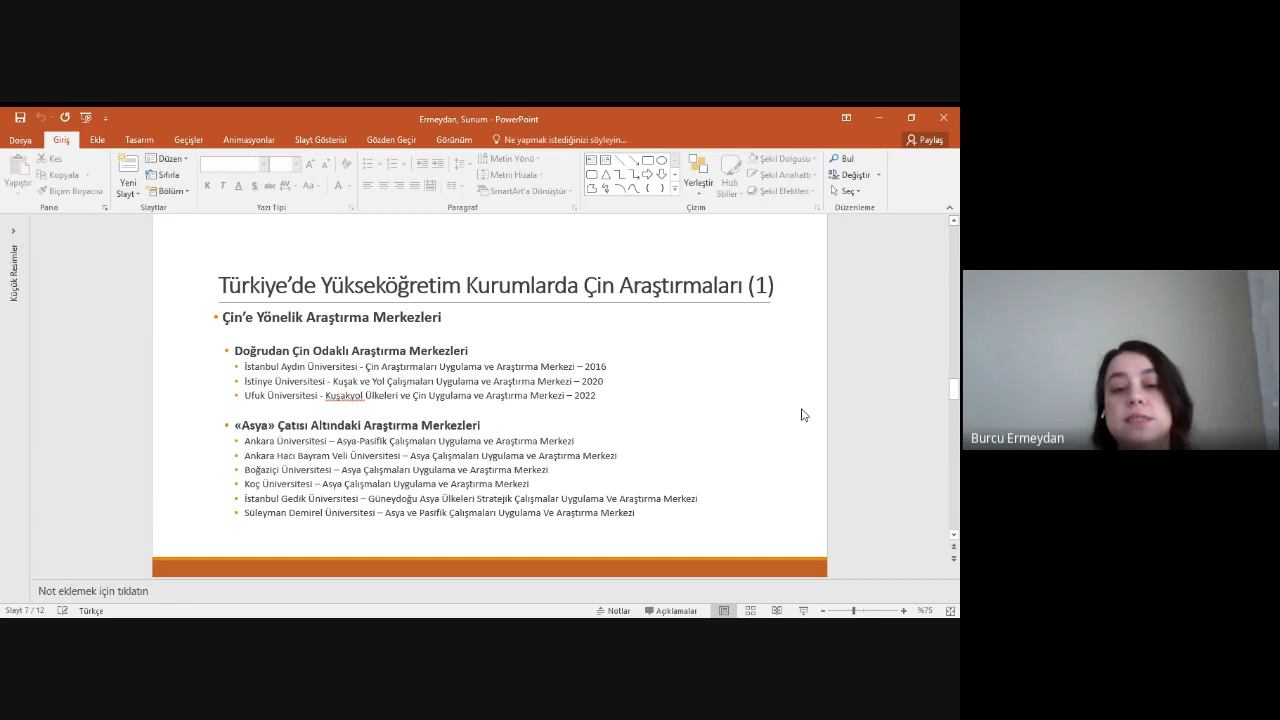 Ermeydan, Sunum - PowerPoint
Dosya Giriş Ekle Tasarım Geçişler Animasyonlar Slayt Gösterisi Gözden Geçir Görünüm Ne yapmak istediğinizi söyleyin... Paylaş
Yapıştır
Kes
Kopyala
Biçim Boyacısı
Yeni Slayt
Düzen
Sıfırla
Bölüm
K T A S abc AV Aa A
Metin Yönü
Metni Hizala
SmartArt'a Dönüştür
Yerleştir
Hızlı Stiller
Şekil Dolgusu
Şekil Anahattı
Şekil Efektleri
Bul
Değiştir
Seç
Pano Slaytlar Yazı Tipi Paragraf Çizim Düzenleme
Küçük Resimler
Türkiye’de Yükseköğretim Kurumlarda Çin Araştırmaları (1)
• Çin’e Yönelik Araştırma Merkezleri
• Doğrudan Çin Odaklı Araştırma Merkezleri
• İstanbul Aydın Üniversitesi - Çin Araştırmaları Uygulama ve Araştırma Merkezi – 2016
• İstinye Üniversitesi - Kuşak ve Yol Çalışmaları Uygulama ve Araştırma Merkezi – 2020
• Ufuk Üniversitesi - Kuşakyol Ülkeleri ve Çin Uygulama ve Araştırma Merkezi – 2022
• «Asya» Çatısı Altındaki Araştırma Merkezleri
• Ankara Üniversitesi – Asya-Pasifik Çalışmaları Uygulama ve Araştırma Merkezi
• Ankara Hacı Bayram Veli Üniversitesi – Asya Çalışmaları Uygulama ve Araştırma Merkezi
• Boğaziçi Üniversitesi – Asya Çalışmaları Uygulama ve Araştırma Merkezi
• Koç Üniversitesi – Asya Çalışmaları Uygulama ve Araştırma Merkezi
• İstanbul Gedik Üniversitesi – Güneydoğu Asya Ülkeleri Stratejik Çalışmalar Uygulama Ve Araştırma Merkezi
• Süleyman Demirel Üniversitesi – Asya ve Pasifik Çalışmaları Uygulama Ve Araştırma Merkezi
Not eklemek için tıklatın
Slayt 7 / 12 Türkçe Notlar Açıklamalar %75
Burcu Ermeydan